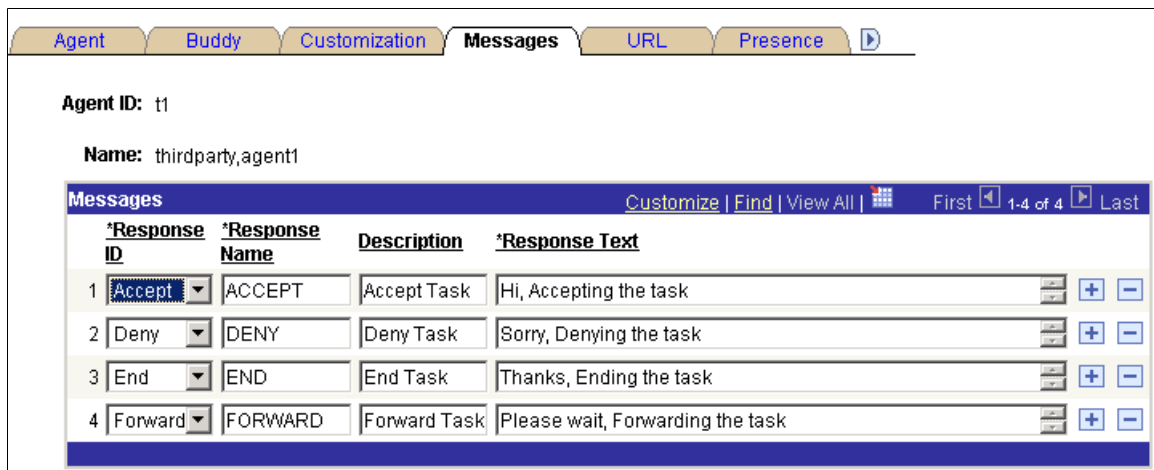 Agent Buddy Customization Messages URL Presence
Agent ID: t1
Name: thirdparty,agent1
Messages Customize | Find | View All | First 1-4 of 4 Last
*Response ID *Response Name Description *Response Text
1 Accept ACCEPT Accept Task Hi, Accepting the task
2 Deny DENY Deny Task Sorry, Denying the task
3 End END End Task Thanks, Ending the task
4 Forward FORWARD Forward Task Please wait, Forwarding the task